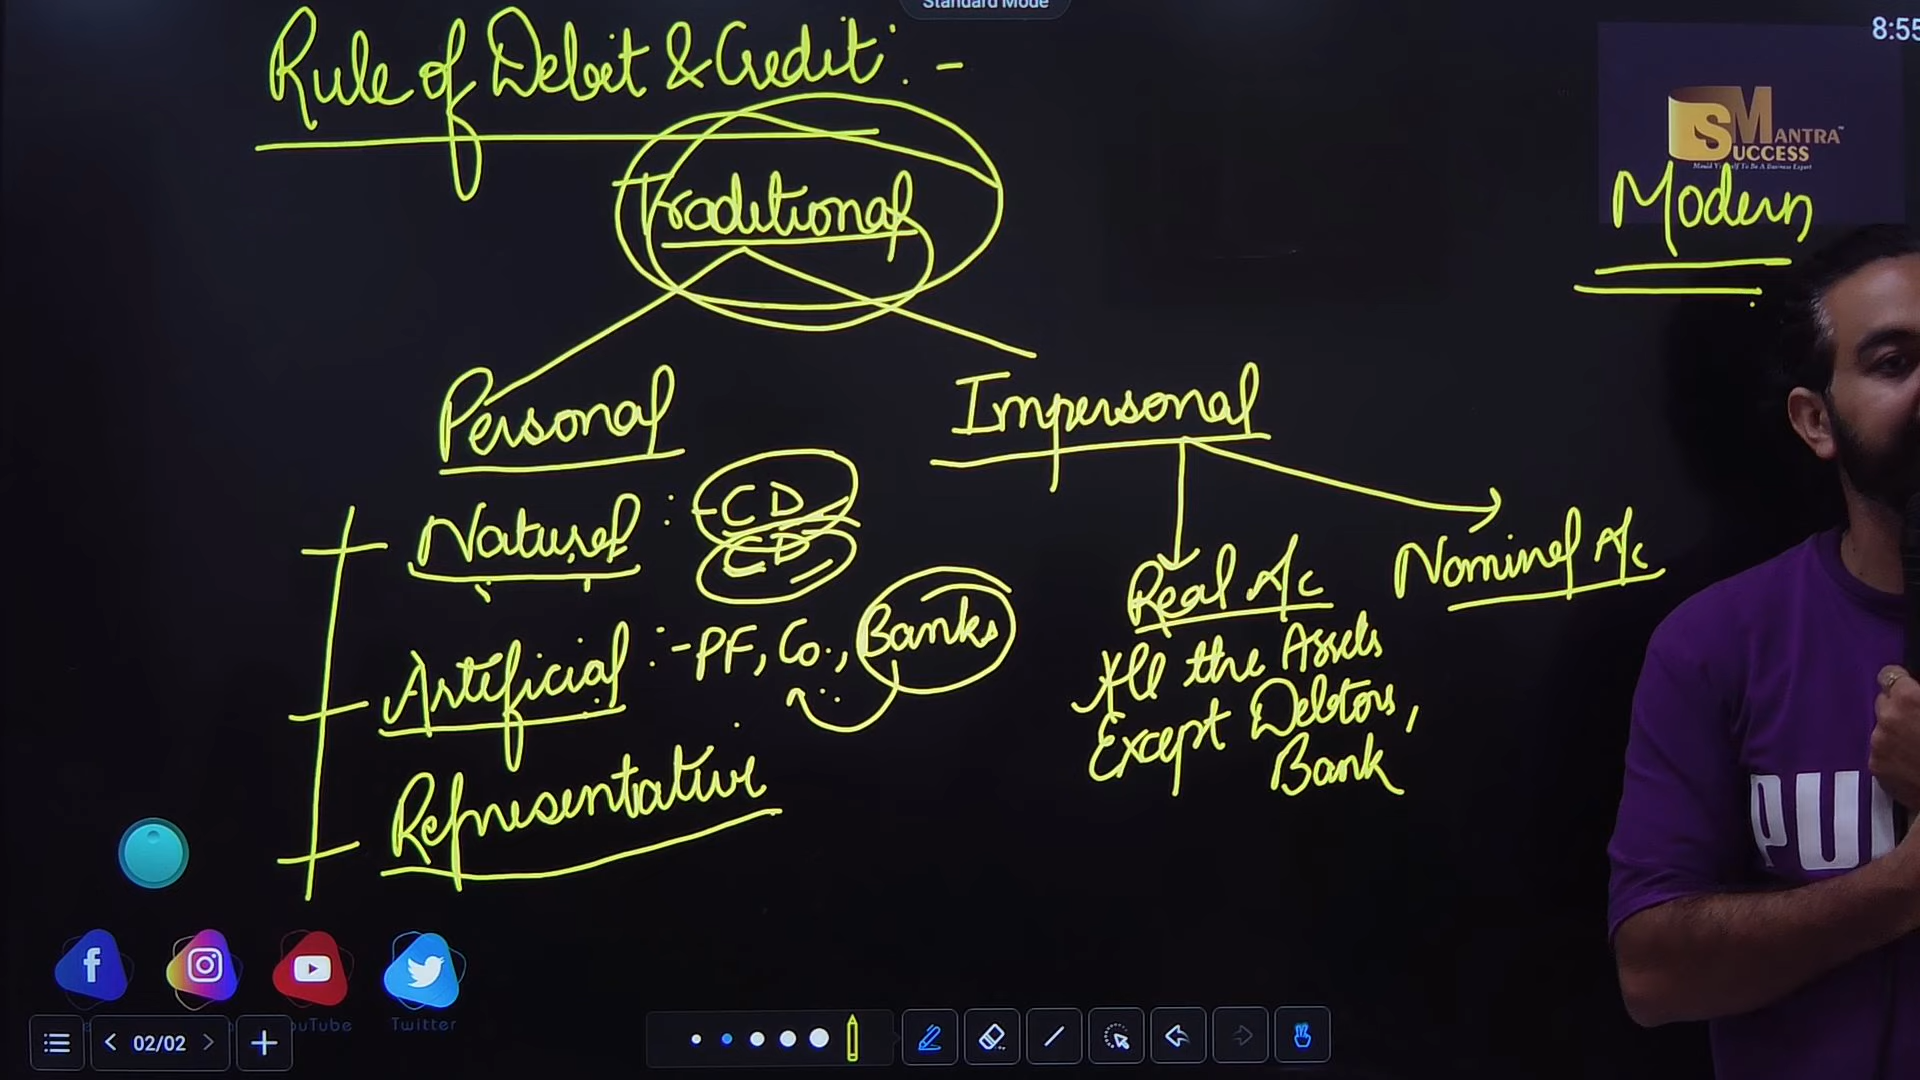 Standard Mode
8:55
Rule of Debit & Credit : -
SMANTRA
SUCCESS
Traditional
Modern
Personal
Impersonal
Natural : - CD
CD
Real A/c
Nominal A/c
Artificial : - PF, Co., Banks
All the Assets
Except Debtors,
Bank
Representative
PU
YouTube
Twitter
02/02